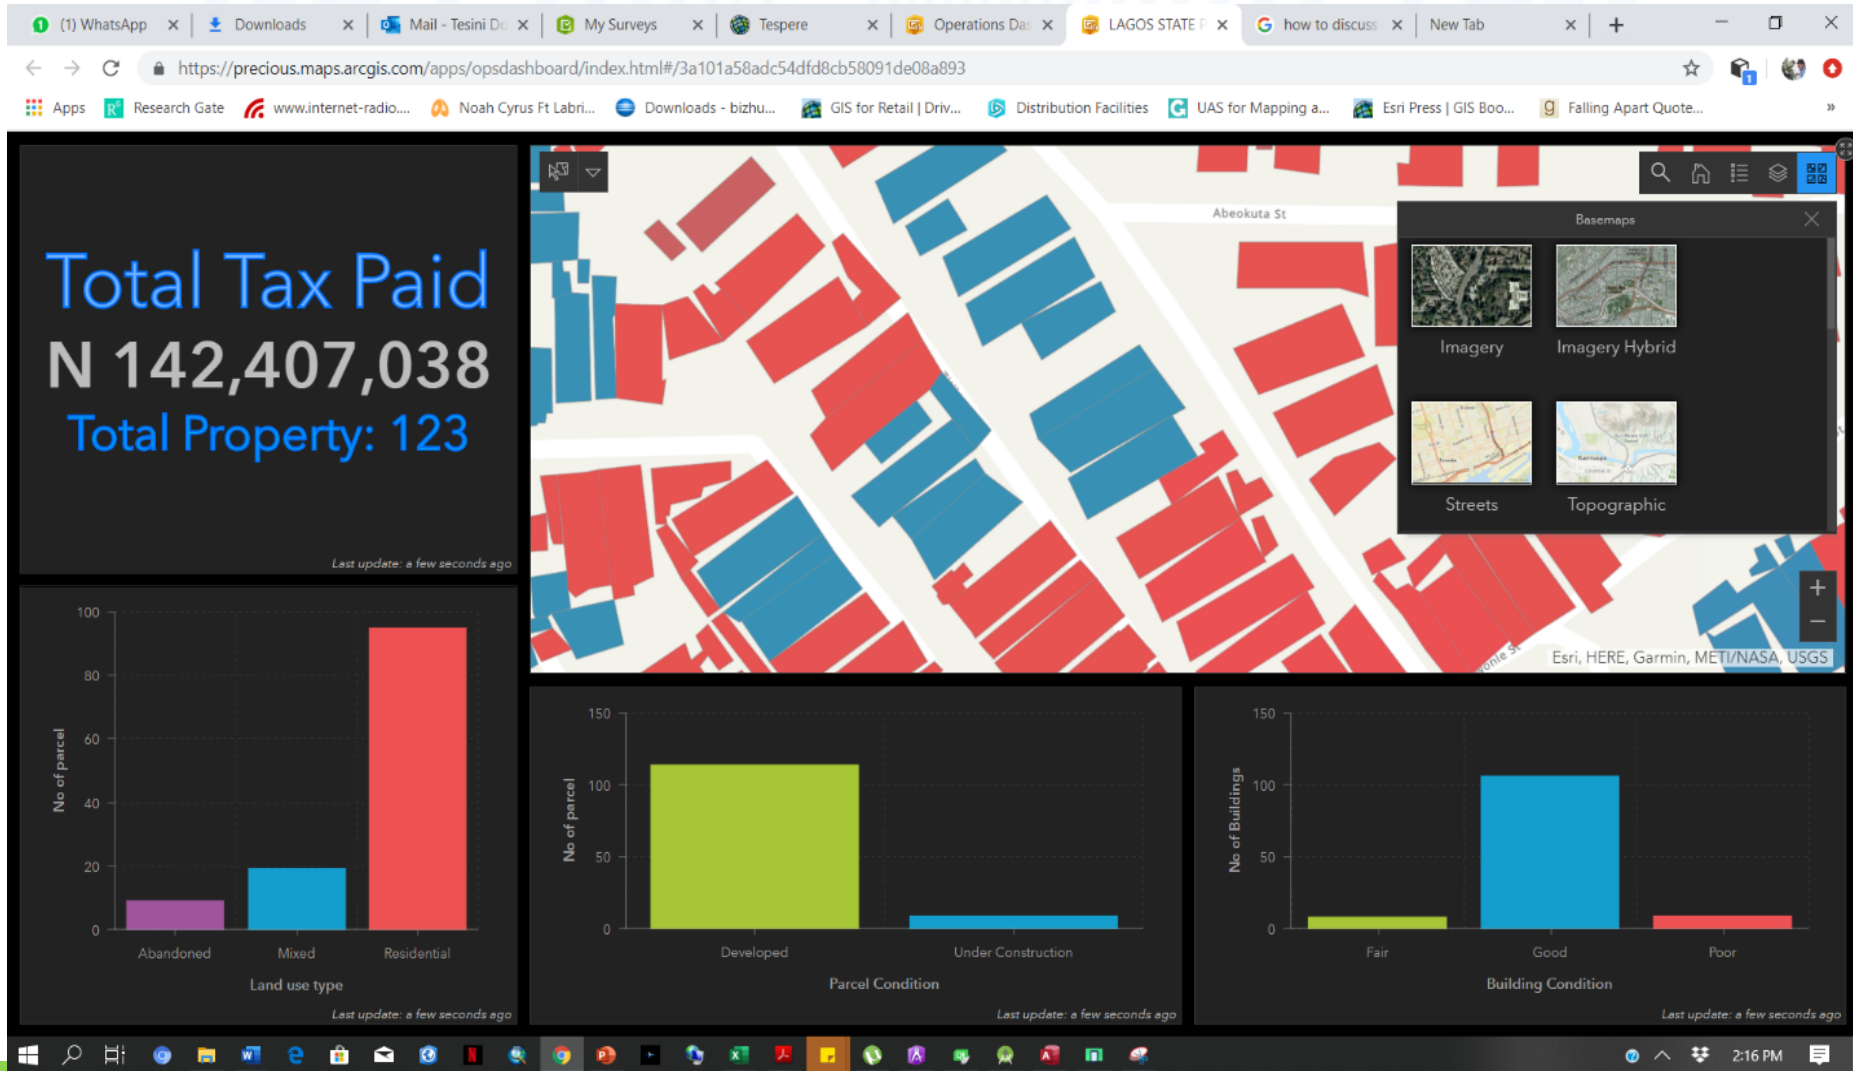 (1) WhatsApp
Downloads
Mail - Tesini Do
My Surveys
Tespere
Operations Das
LAGOS STATE P
how to discuss
New Tab
https://precious.maps.arcgis.com/apps/opsdashboard/index.html#/3a101a58adc54dfd8cb58091de08a893
Apps
Research Gate
www.internet-radio....
Noah Cyrus Ft Labri...
Downloads - bizhu...
GIS for Retail | Driv...
Distribution Facilities
UAS for Mapping a...
Esri Press | GIS Boo...
Falling Apart Quote...
»
Total Tax Paid
N 142,407,038
Total Property: 123
Last update: a few seconds ago
Abeokuta St
Basemaps
Imagery
Imagery Hybrid
Streets
Topographic
Esri, HERE, Garmin, METI/NASA, USGS
100
80
60
40
20
0
No of parcel
Abandoned
Mixed
Residential
Land use type
Last update: a few seconds ago
150
100
50
0
No of parcel
Developed
Under Construction
Parcel Condition
Last update: a few seconds ago
150
100
50
0
No of Buildings
Fair
Good
Poor
Building Condition
Last update: a few seconds ago
2:16 PM